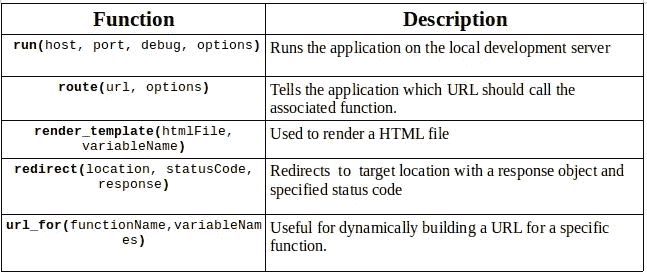 Function Description
run(host, port, debug, options) Runs the application on the local development server
route(url, options) Tells the application which URL should call the
associated function.
render_template(htmlFile, Used to render a HTML file
variableName)
redirect(location, statusCode, Redirects to target location with a response object and
response) specified status code
url_for(functionName,variableNam Useful for dynamically building a URL for a specific
es) function.